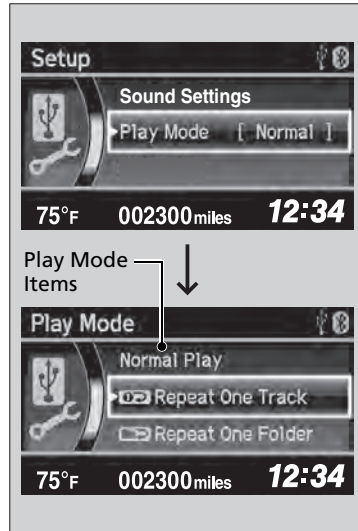 Setup
Sound Settings
Play Mode [ Normal ]
75°F 002300 miles 12:34
Play Mode
Items
Play Mode
Normal Play
Repeat One Track
Repeat One Folder
75°F 002300 miles 12:34